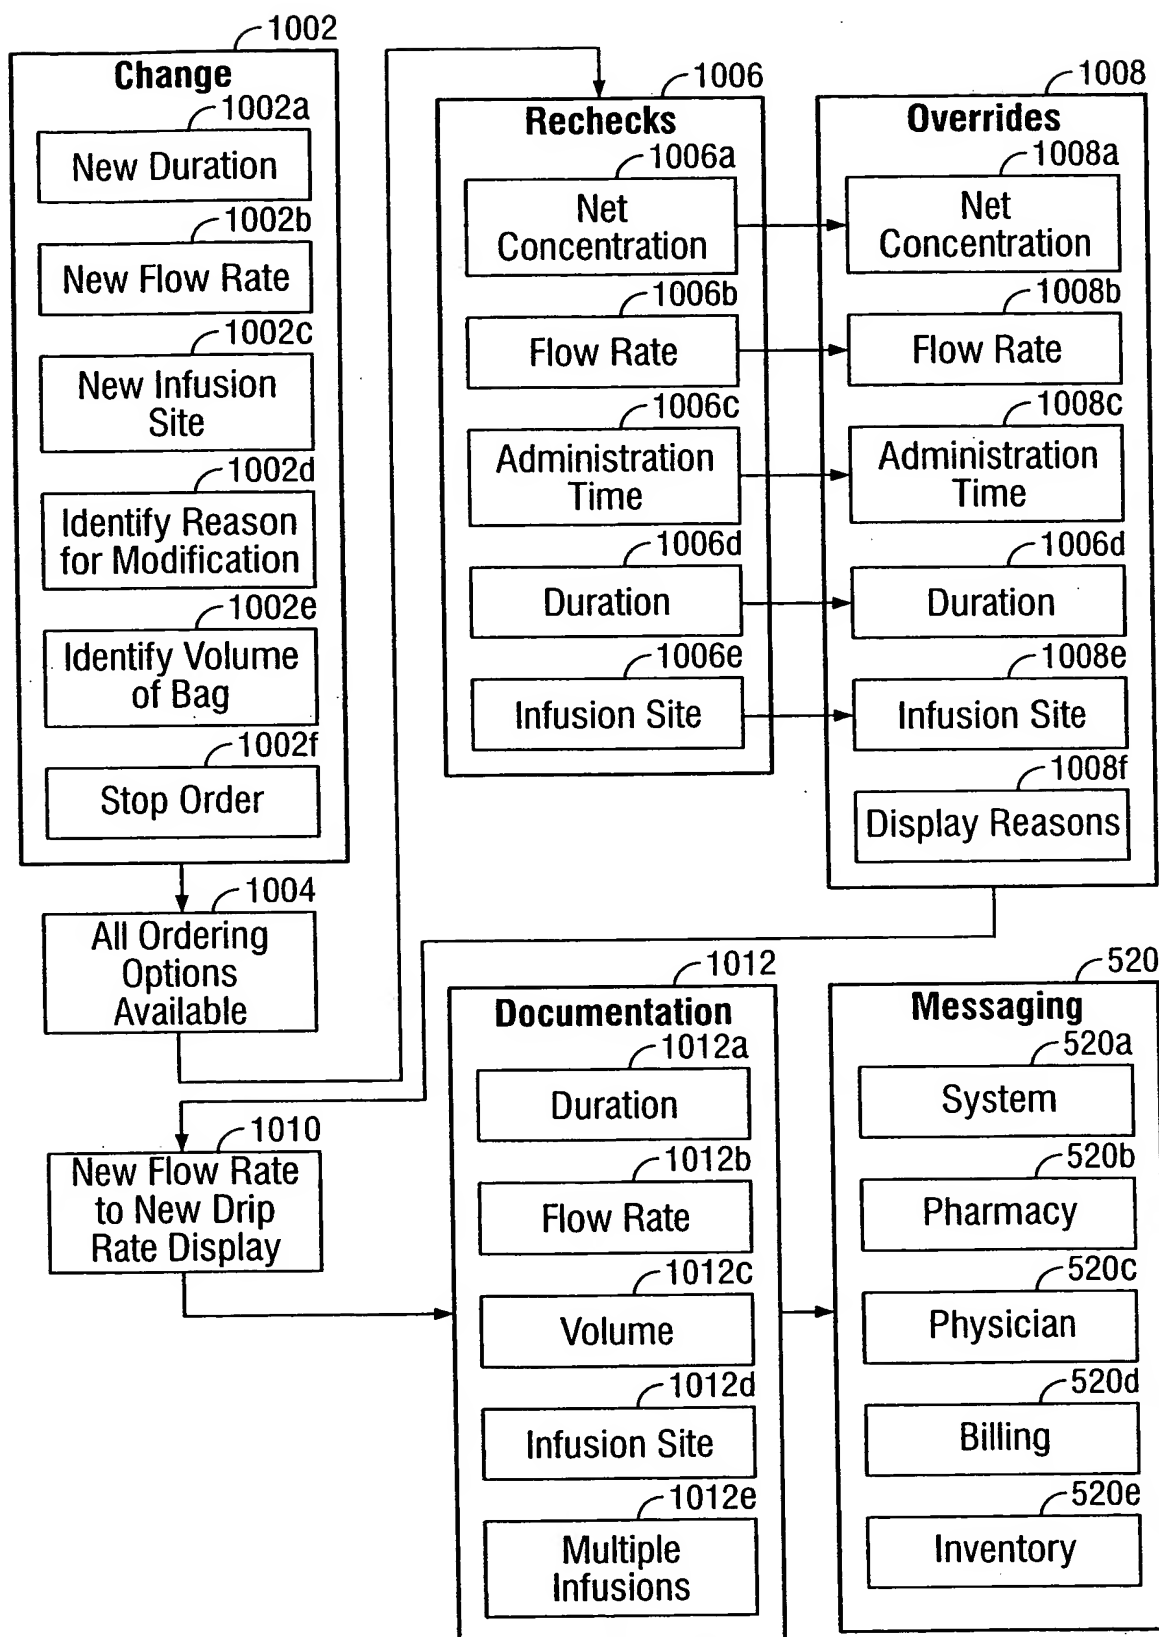 1002
Change
1002a
New Duration
1002b
New Flow Rate
1002c
New Infusion
Site
1002d
Identify Reason
for Modification
1002e
Identify Volume
of Bag
1002f
Stop Order
1004
All Ordering
Options
Available
1006
Rechecks
1006a
Net
Concentration
1006b
Flow Rate
1006c
Administration
Time
1006d
Duration
1006e
Infusion Site
1008
Overrides
1008a
Net
Concentration
1008b
Flow Rate
1008c
Administration
Time
1006d
Duration
1008e
Infusion Site
1008f
Display Reasons
1010
New Flow Rate
to New Drip
Rate Display
1012
Documentation
1012a
Duration
1012b
Flow Rate
1012c
Volume
1012d
Infusion Site
1012e
Multiple
Infusions
520
Messaging
520a
System
520b
Pharmacy
520c
Physician
520d
Billing
520e
Inventory